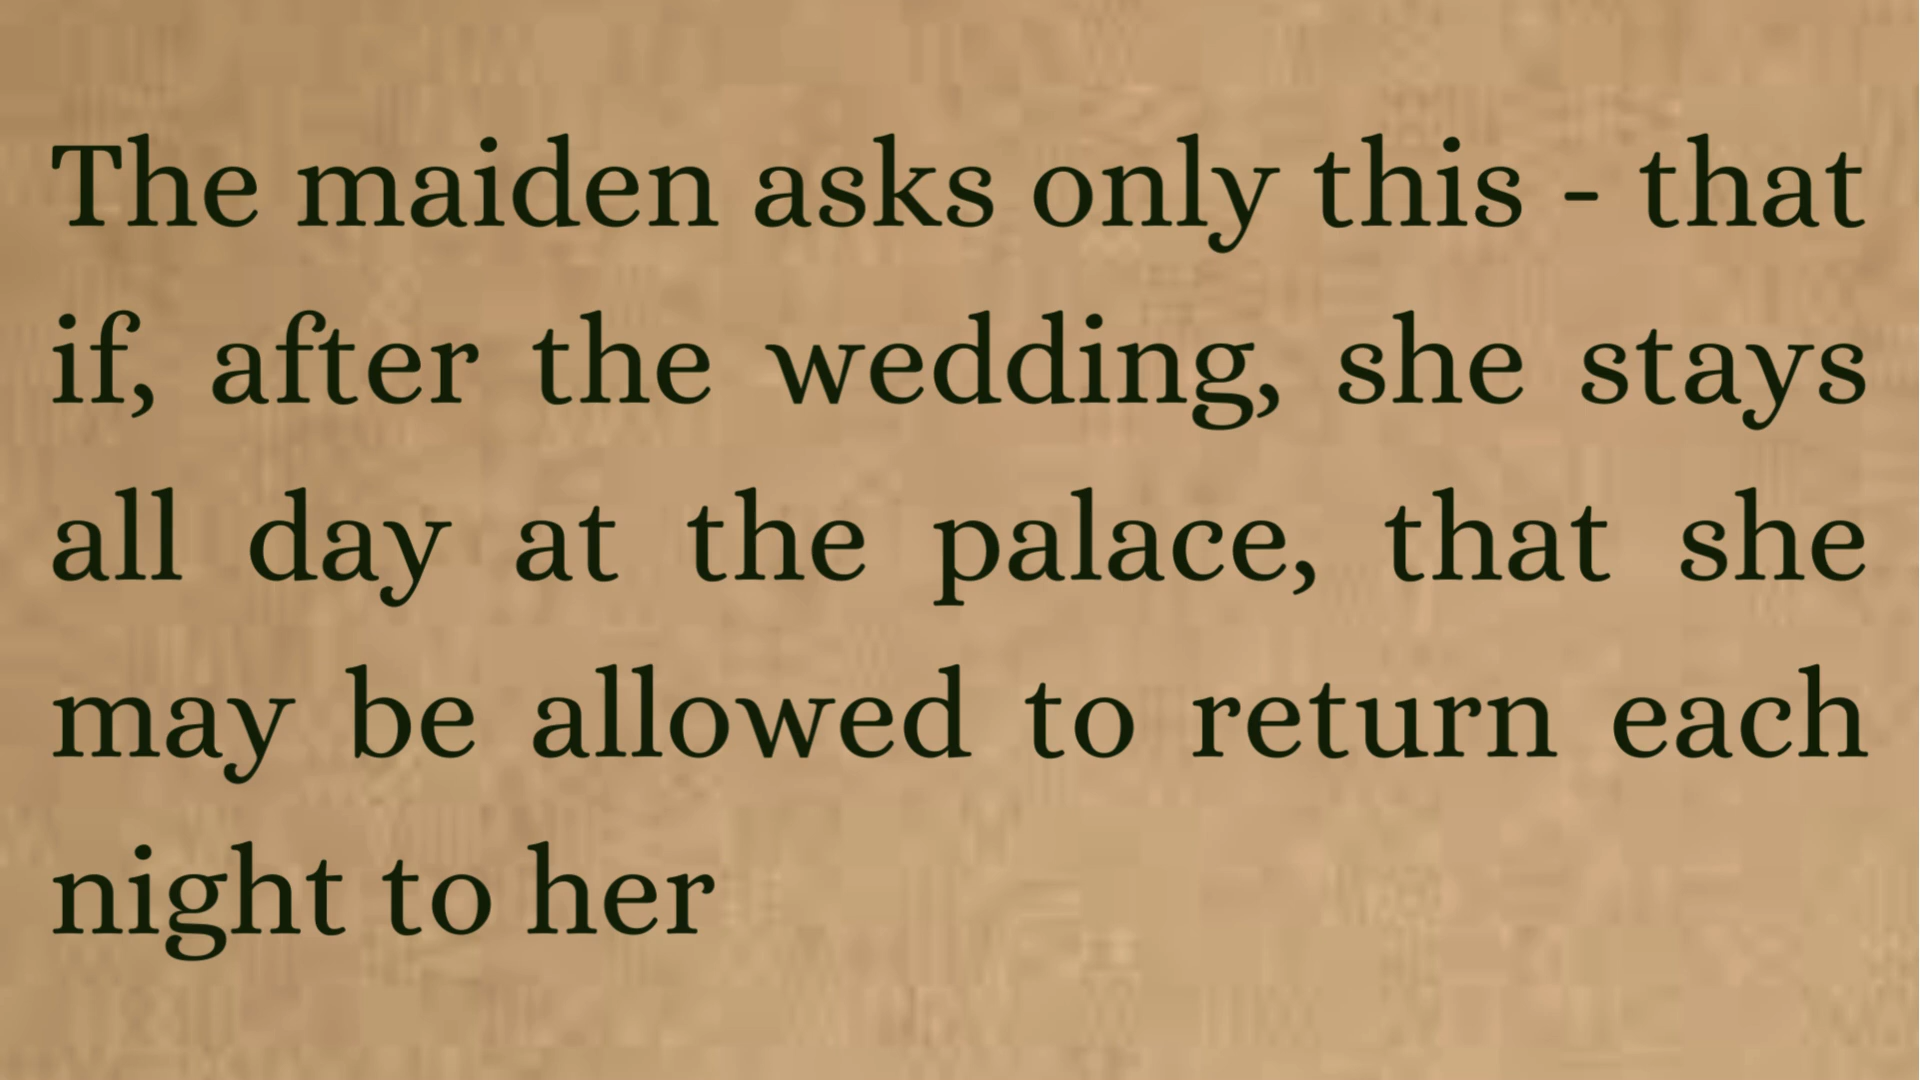 The maiden asks only this - that
if, after the wedding, she stays
all day at the palace, that she
may be allowed to return each
night to her